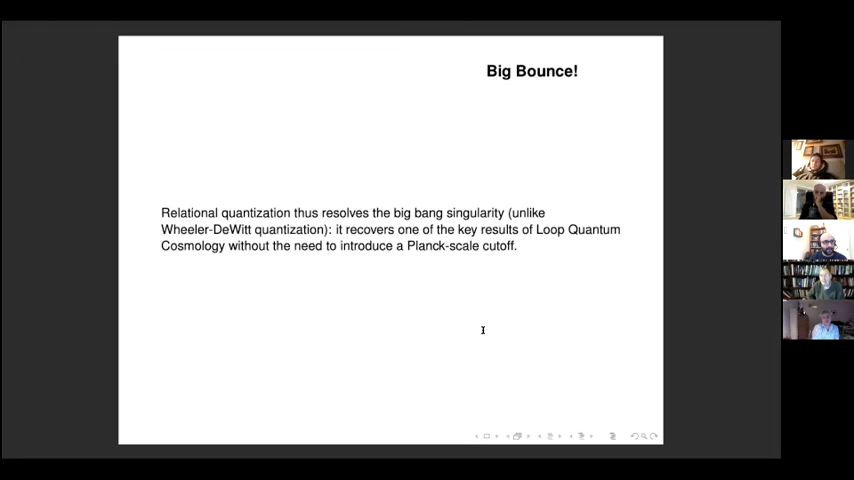 Big Bounce!
Relational quantization thus resolves the big bang singularity (unlike
Wheeler-DeWitt quantization): it recovers one of the key results of Loop Quantum
Cosmology without the need to introduce a Planck-scale cutoff.